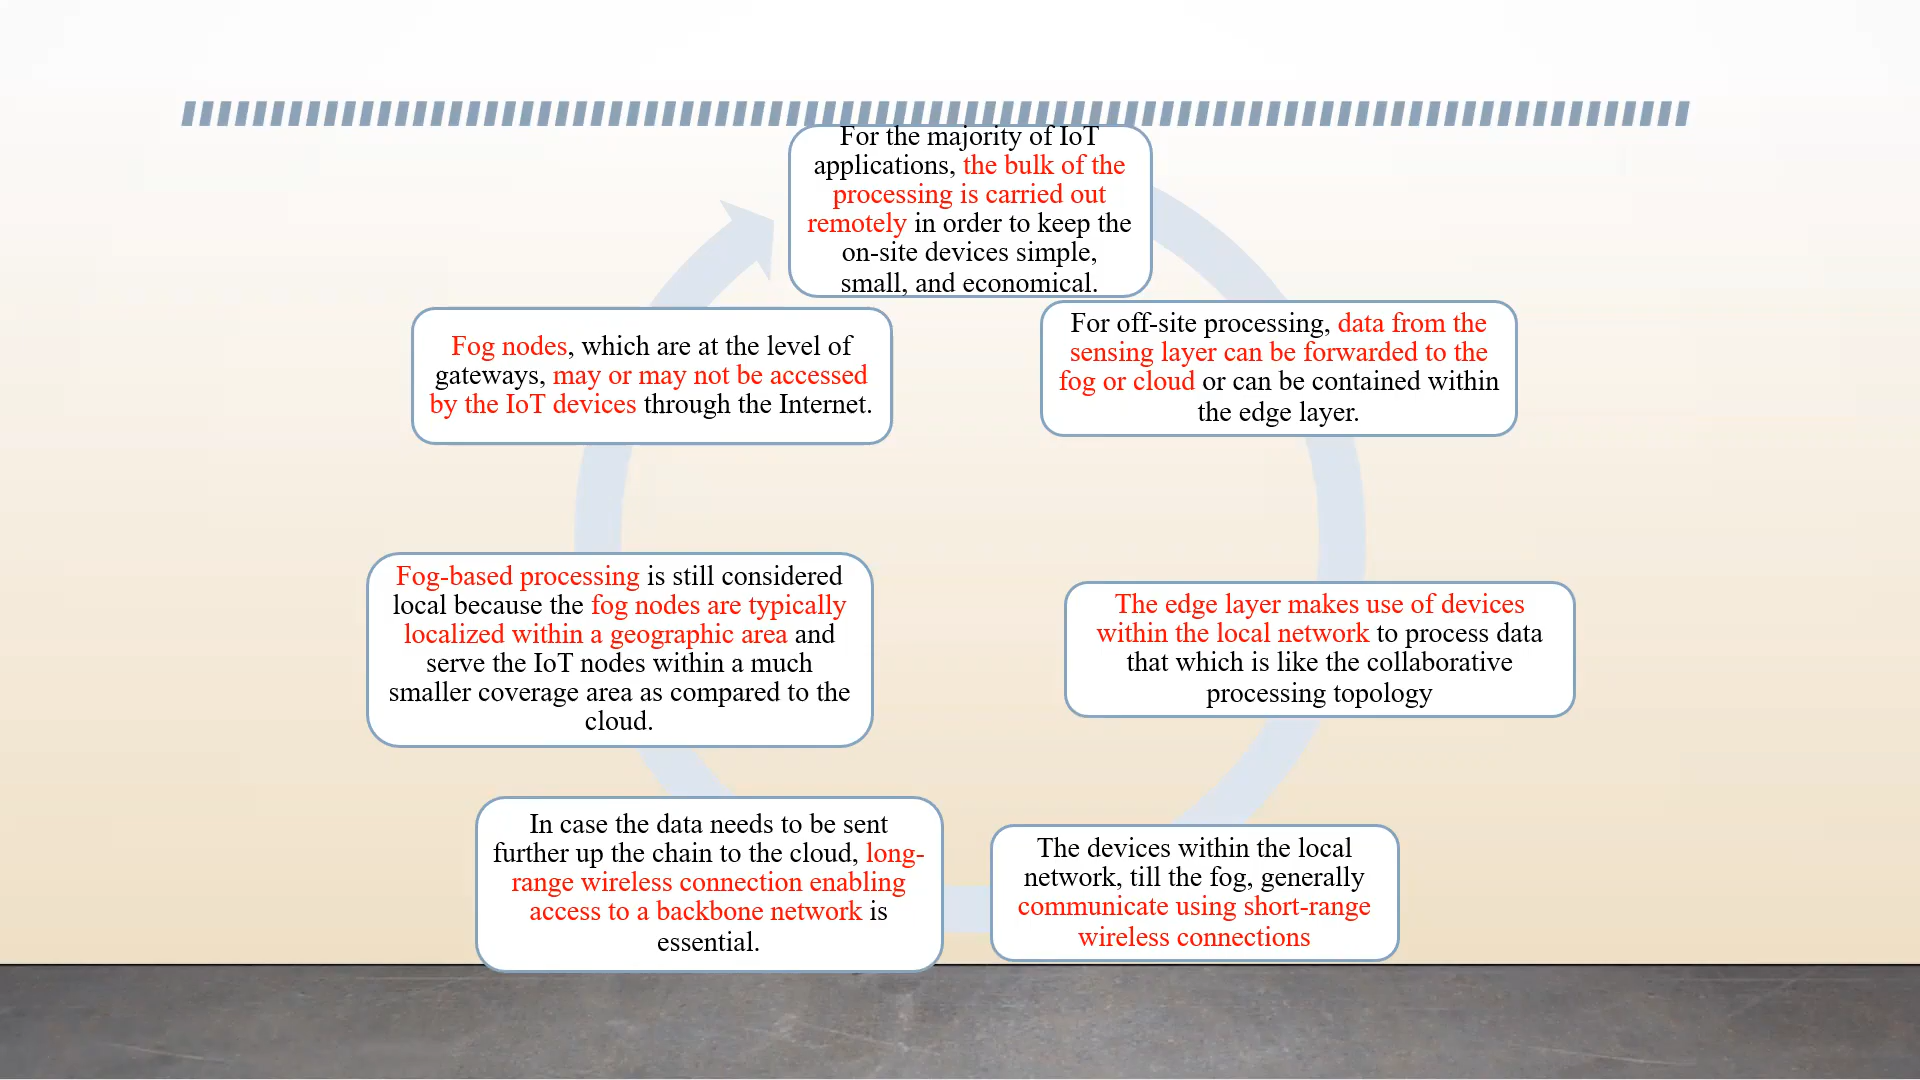 For the majority of IoT
applications, the bulk of the
processing is carried out
remotely in order to keep the
on-site devices simple,
small, and economical.
For off-site processing, data from the
sensing layer can be forwarded to the
fog or cloud or can be contained within
the edge layer.
The edge layer makes use of devices
within the local network to process data
that which is like the collaborative
processing topology
The devices within the local
network, till the fog, generally
communicate using short-range
wireless connections
In case the data needs to be sent
further up the chain to the cloud, long-
range wireless connection enabling
access to a backbone network is
essential.
Fog-based processing is still considered
local because the fog nodes are typically
localized within a geographic area and
serve the IoT nodes within a much
smaller coverage area as compared to the
cloud.
Fog nodes, which are at the level of
gateways, may or may not be accessed
by the IoT devices through the Internet.